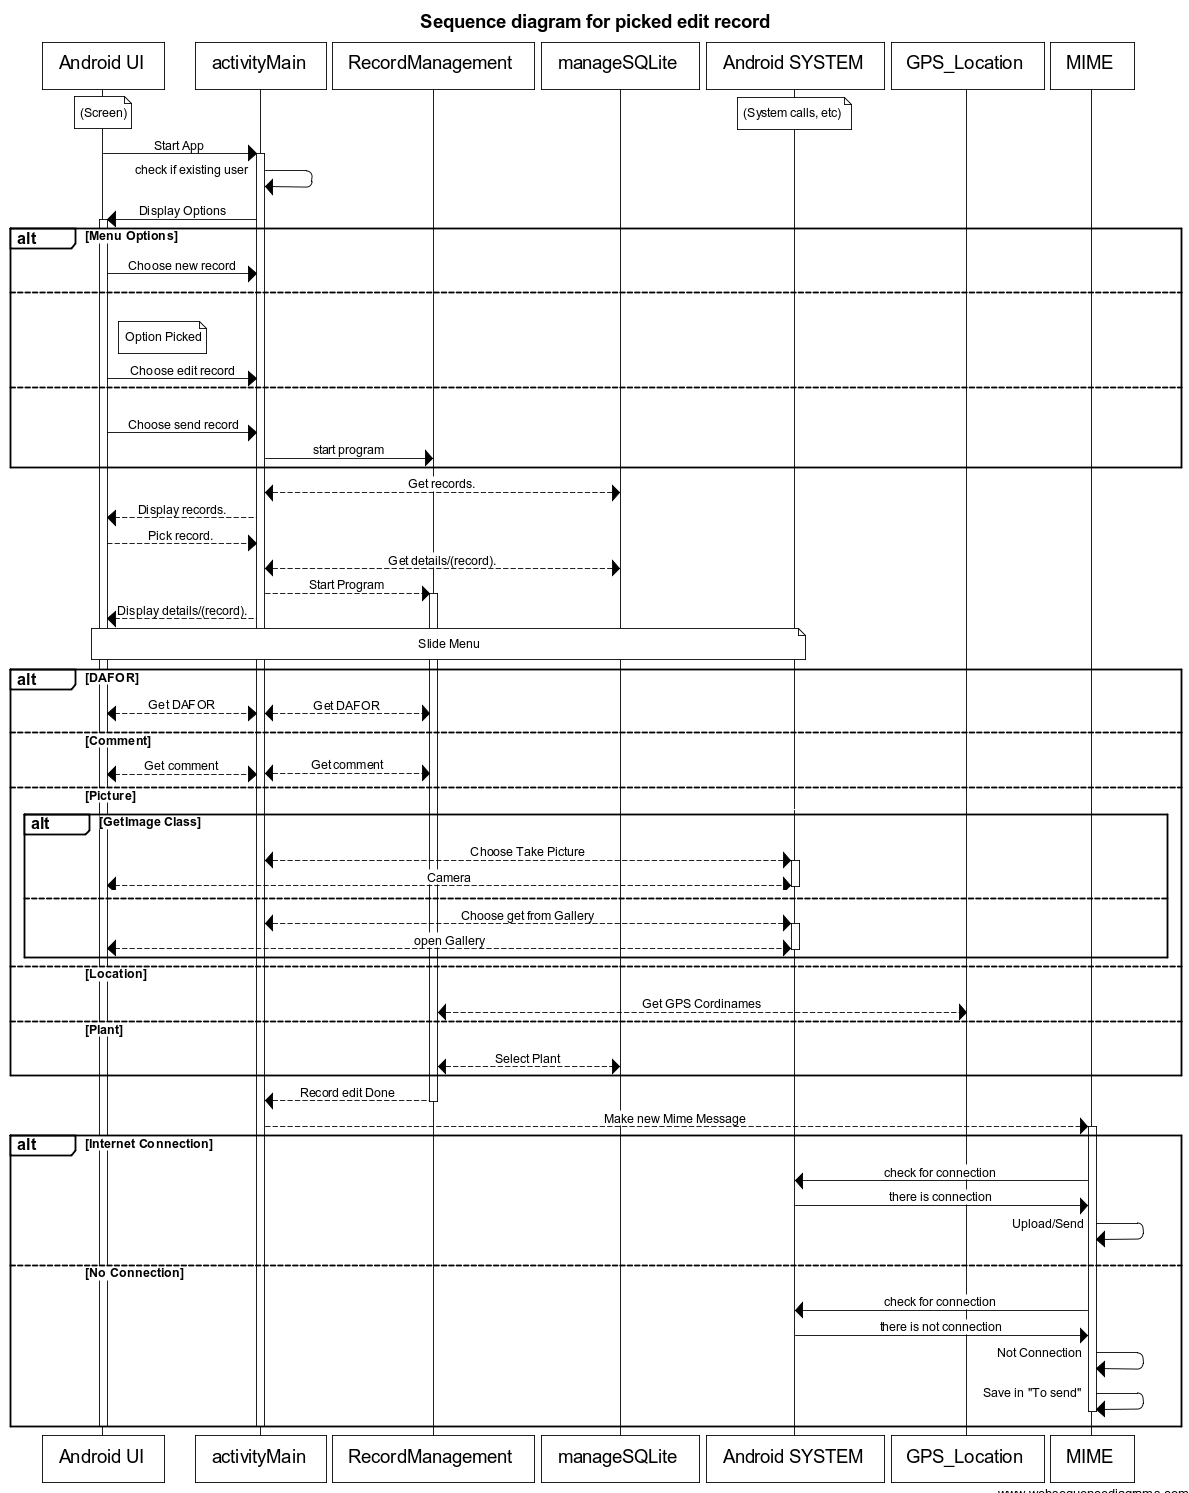 Sequence diagram for picked edit record
Android UI
activityMain
RecordManagement
manageSQLite
Android SYSTEM
GPS_Location
MIME
(Screen)
(System calls, etc)
Start App
check if existing user
Display Options
alt
[Menu Options]
Choose new record
Option Picked
Choose edit record
Choose send record
start program
Get records.
Display records.
Pick record.
Get details/(record).
Start Program
Display details/(record).
Slide Menu
alt
[DAFOR]
Get DAFOR
Get DAFOR
[Comment]
Get comment
Get comment
[Picture]
alt
[GetImage Class]
Choose Take Picture
Camera
Choose get from Gallery
open Gallery
[Location]
Get GPS Cordinames
[Plant]
Select Plant
Record edit Done
Make new Mime Message
alt
[Internet Connection]
check for connection
there is connection
Upload/Send
[No Connection]
check for connection
there is not connection
Not Connection
Save in "To send"
Android UI
activityMain
RecordManagement
manageSQLite
Android SYSTEM
GPS_Location
MIME
www.websequencediagrams.com